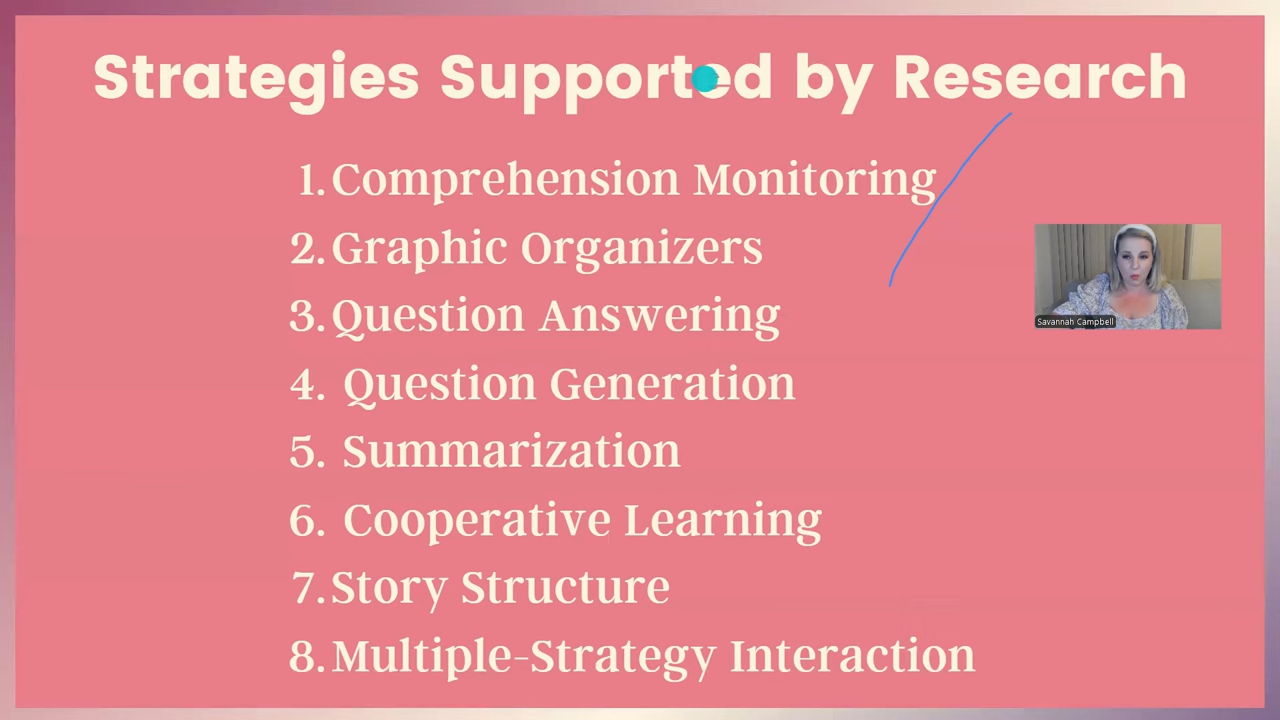 Strategies Supported by Research
1. Comprehension Monitoring
2. Graphic Organizers
3. Question Answering
4. Question Generation
5. Summarization
6. Cooperative Learning
7. Story Structure
8. Multiple-Strategy Interaction
Savannah Campbell